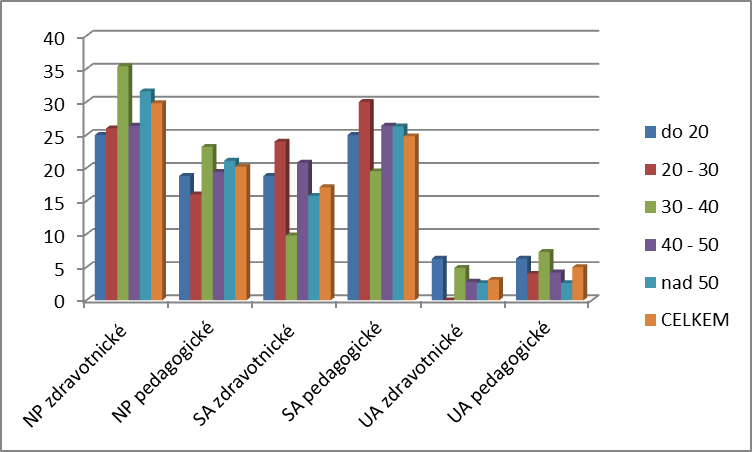 40
35
30
25
20
15
10
5
0
NP zdravotnické
NP pedagogické
SA zdravotnické
SA pedagogické
UA zdravotnické
UA pedagogické
do 20
20 - 30
30 - 40
40 - 50
nad 50
CELKEM